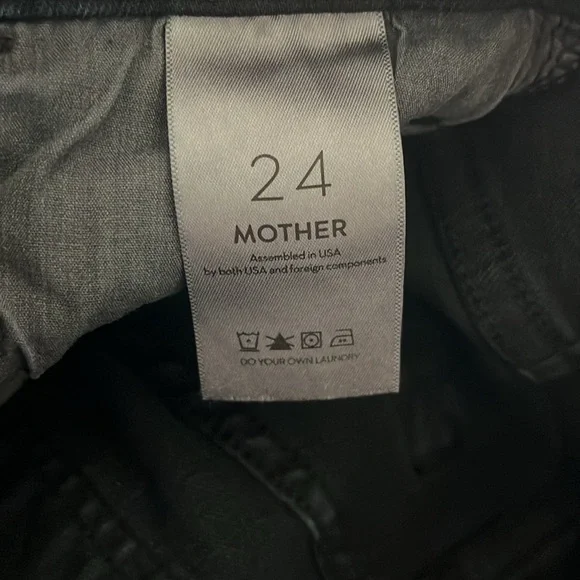 24
MOTHER
Assembled in USA
by both USA and foreign components
DO YOUR OWN LAUNDRY